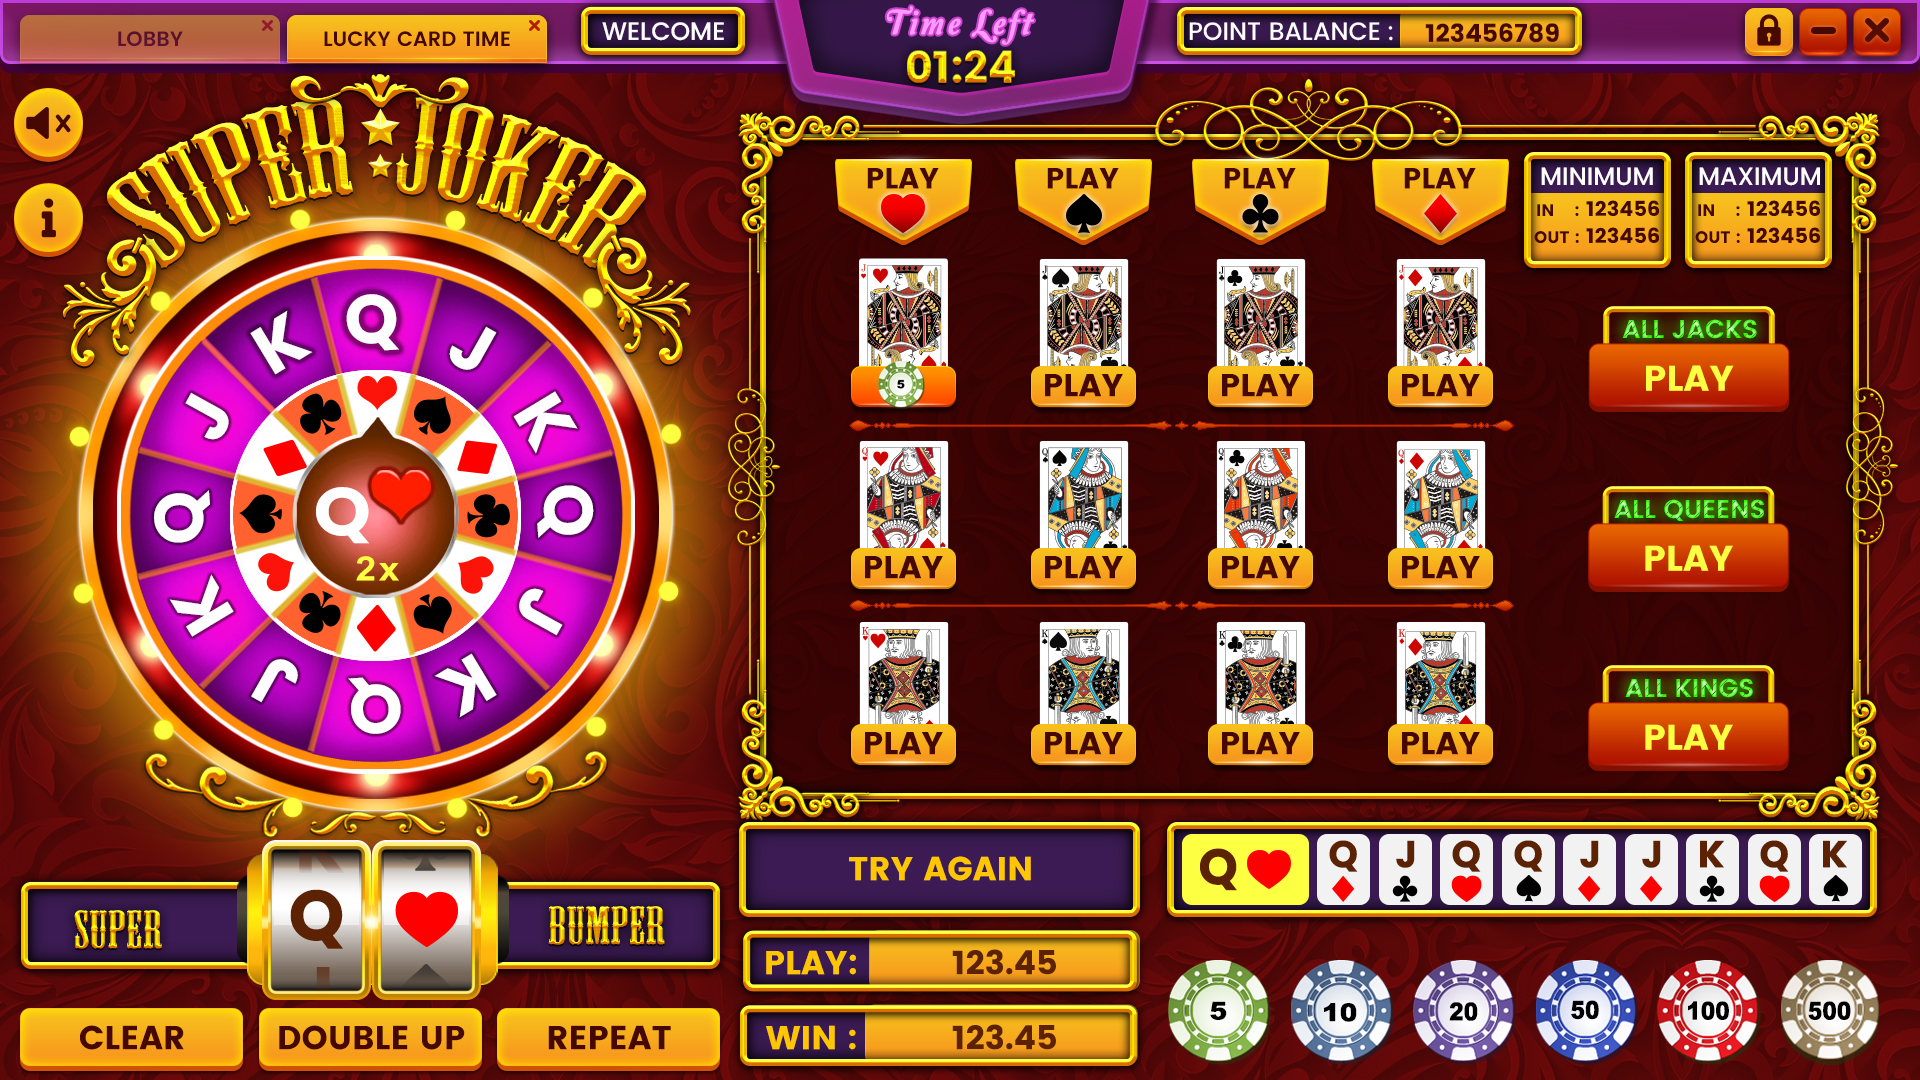 LOBBY
LUCKY CARD TIME
WELCOME
Time Left
01:24
POINT BALANCE :
123456789
SUPER JOKER
i
PLAY
PLAY
PLAY
PLAY
MINIMUM
IN : 123456
OUT : 123456
MAXIMUM
IN : 123456
OUT : 123456
Q
J
K
Q
J
K
Q
J
K
Q
J
K
Q
2x
J
J
J
J
5
PLAY
PLAY
PLAY
ALL JACKS
PLAY
Q
Q
Q
Q
PLAY
PLAY
PLAY
PLAY
ALL QUEENS
PLAY
K
K
K
K
PLAY
PLAY
PLAY
PLAY
ALL KINGS
PLAY
SUPER
Q
BUMPER
TRY AGAIN
Q
Q
J
Q
Q
J
J
K
Q
K
PLAY:
123.45
WIN :
123.45
5
10
20
50
100
500
CLEAR
DOUBLE UP
REPEAT